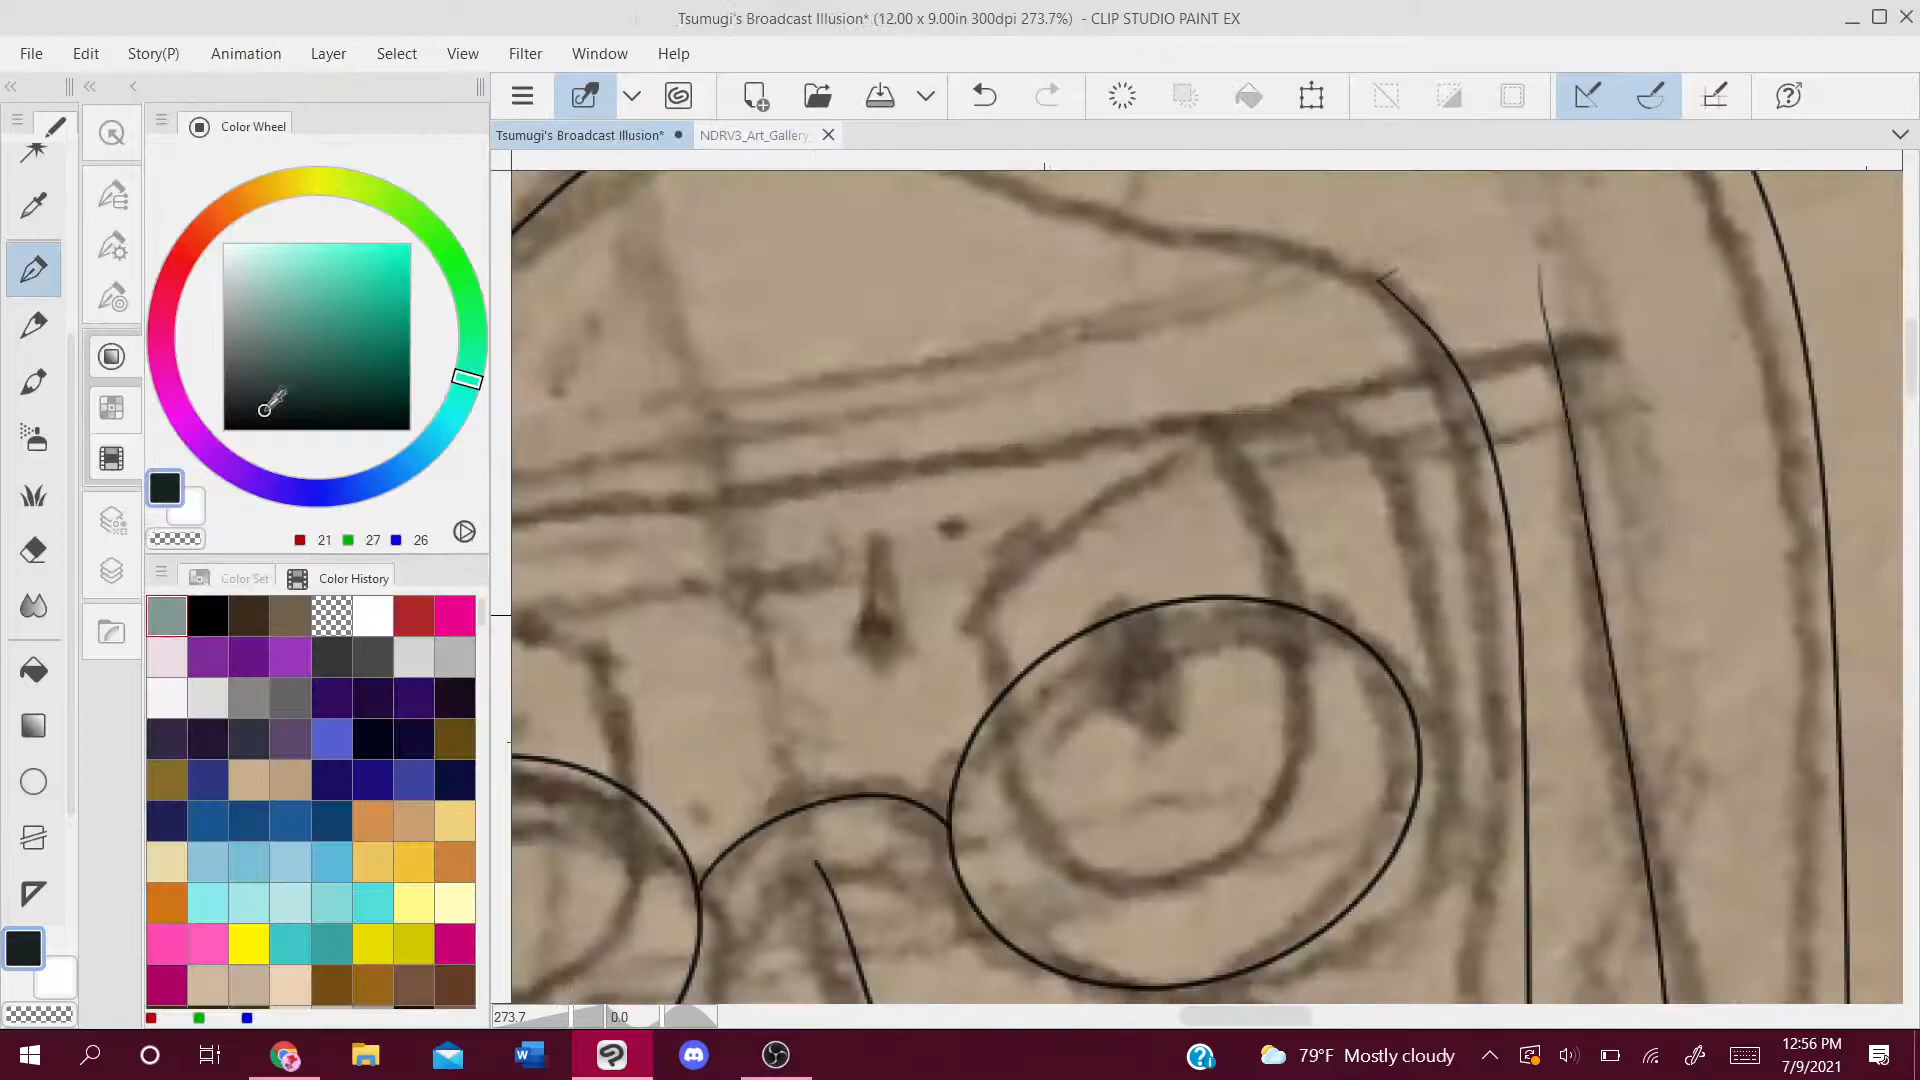 Tsumugi's Broadcast Illusion* (12.00 x 9.00in 300dpi 273.7%) - CLIP STUDIO PAINT EX
File Edit Story(P) Animation Layer Select View Filter Window Help
Color Wheel
Tsumugi's Broadcast Illusion*
NDRV3_Art_Gallery
21 27 26
Color Set
Color History
273.7
0.0
79°F Mostly cloudy
12:56 PM
7/9/2021